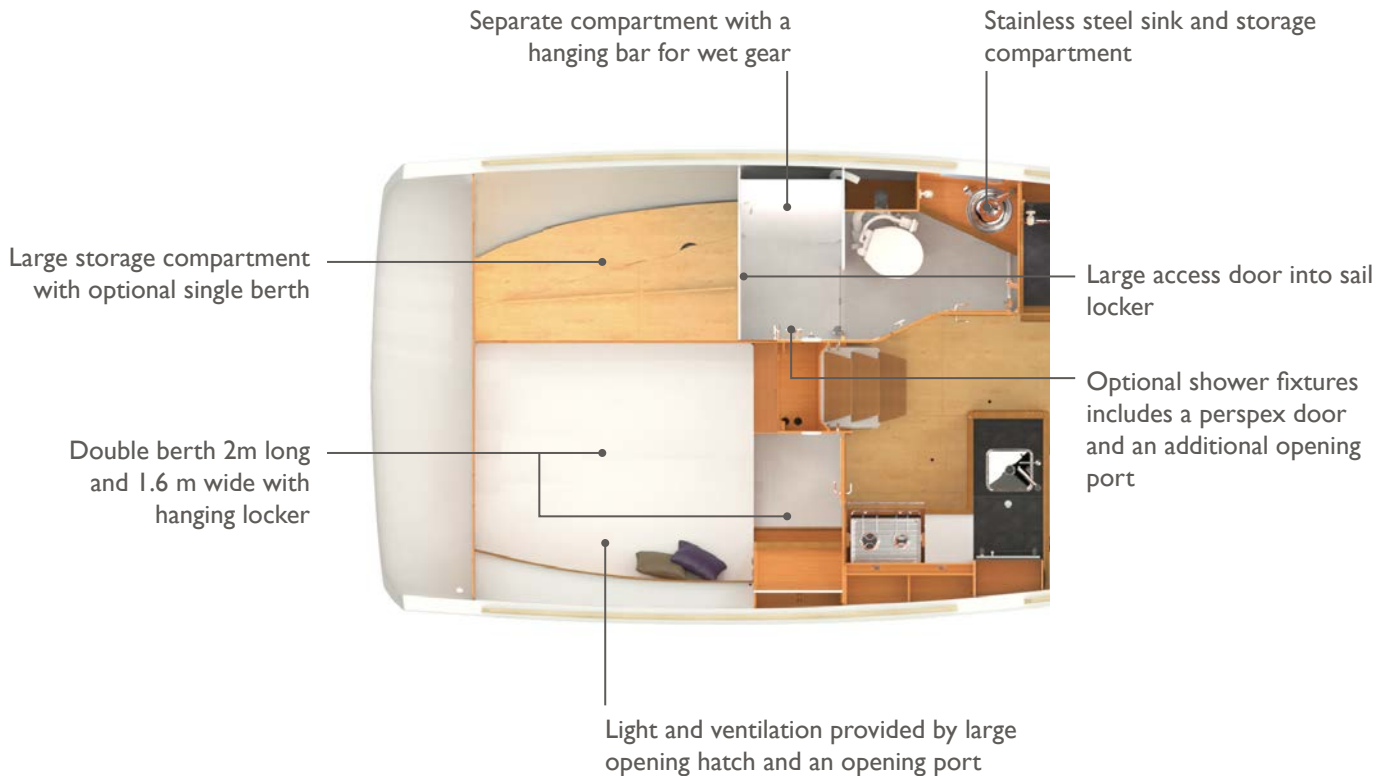 Separate compartment with a
hanging bar for wet gear
Stainless steel sink and storage
compartment
Large storage compartment
with optional single berth
Large access door into sail
locker
Optional shower fixtures
includes a perspex door
and an additional opening
port
Double berth 2m long
and 1.6 m wide with
hanging locker
Light and ventilation provided by large
opening hatch and an opening port